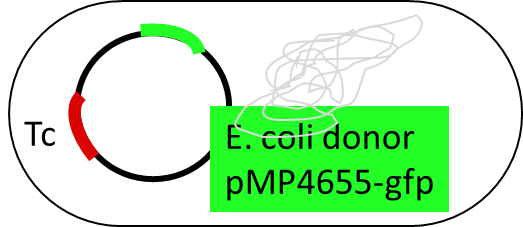 Tc
E. coli donor
pMP4655-gfp